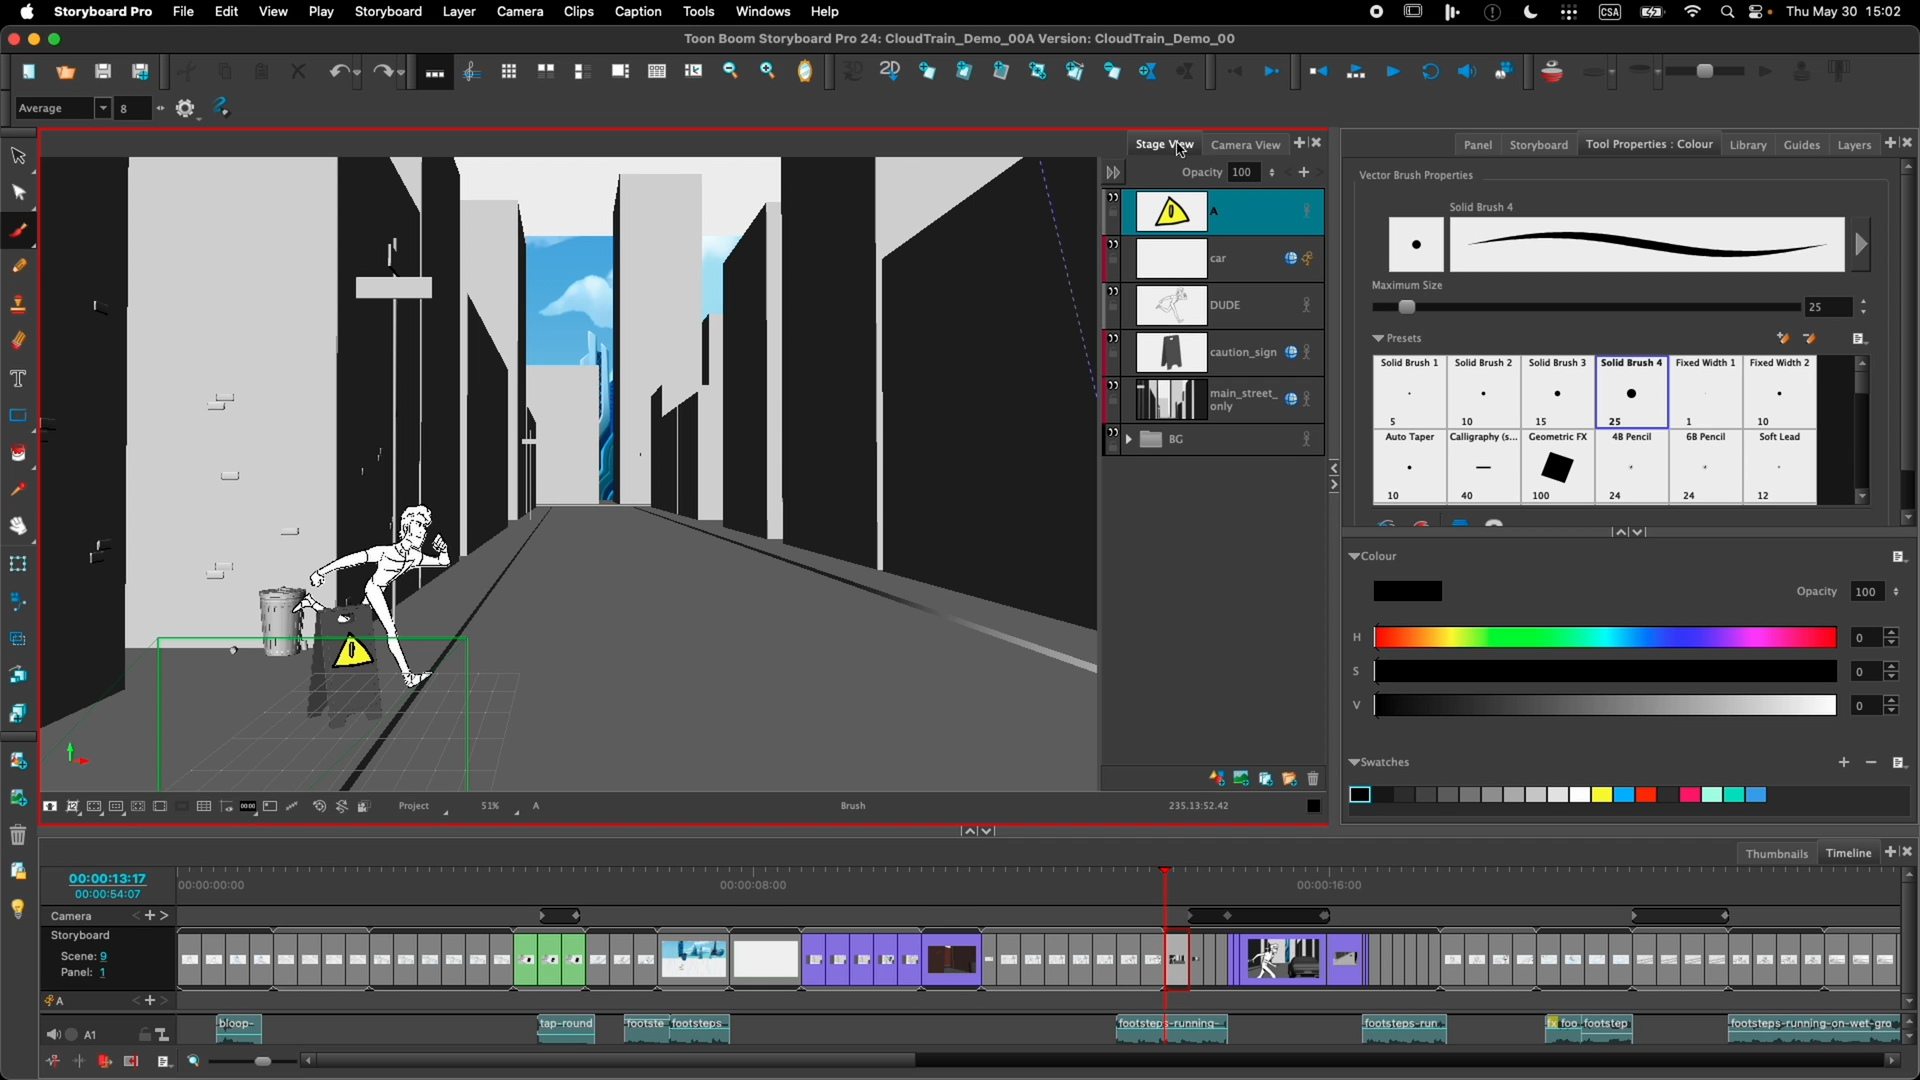 Storyboard Pro File Edit View Play Storyboard Layer Camera Clips Caption Tools Windows Help CSA Thu May 30 15:02
Toon Boom Storyboard Pro 24: CloudTrain_Demo_00A Version: CloudTrain_Demo_00
Average 8
Stage View Camera View
Opacity 100
A
car
DUDE
caution_sign
main_street_
only
BG
Project 51% A Brush 235.13:52.42
Panel Storyboard Tool Properties : Colour Library Guides Layers
Vector Brush Properties
Solid Brush 4
Maximum Size
25
Presets
Solid Brush 1 Solid Brush 2 Solid Brush 3 Solid Brush 4 Fixed Width 1 Fixed Width 2
5 10 15 25 1 10
Auto Taper Calligraphy (s... Geometric FX 4B Pencil 6B Pencil Soft Lead
10 40 100 24 24 12
Colour
Opacity 100
H 0
S 0
V 0
Swatches
Thumbnails Timeline
00:00:13:17
00:00:54:07
00:00:00:00 00:00:08:00 00:00:16:00
Camera
Storyboard
Scene: 9
Panel: 1
A
A1
bloop- tap-round footste footsteps footsteps-running- footsteps-run fx foo footstep footsteps-running-on-wet-gro